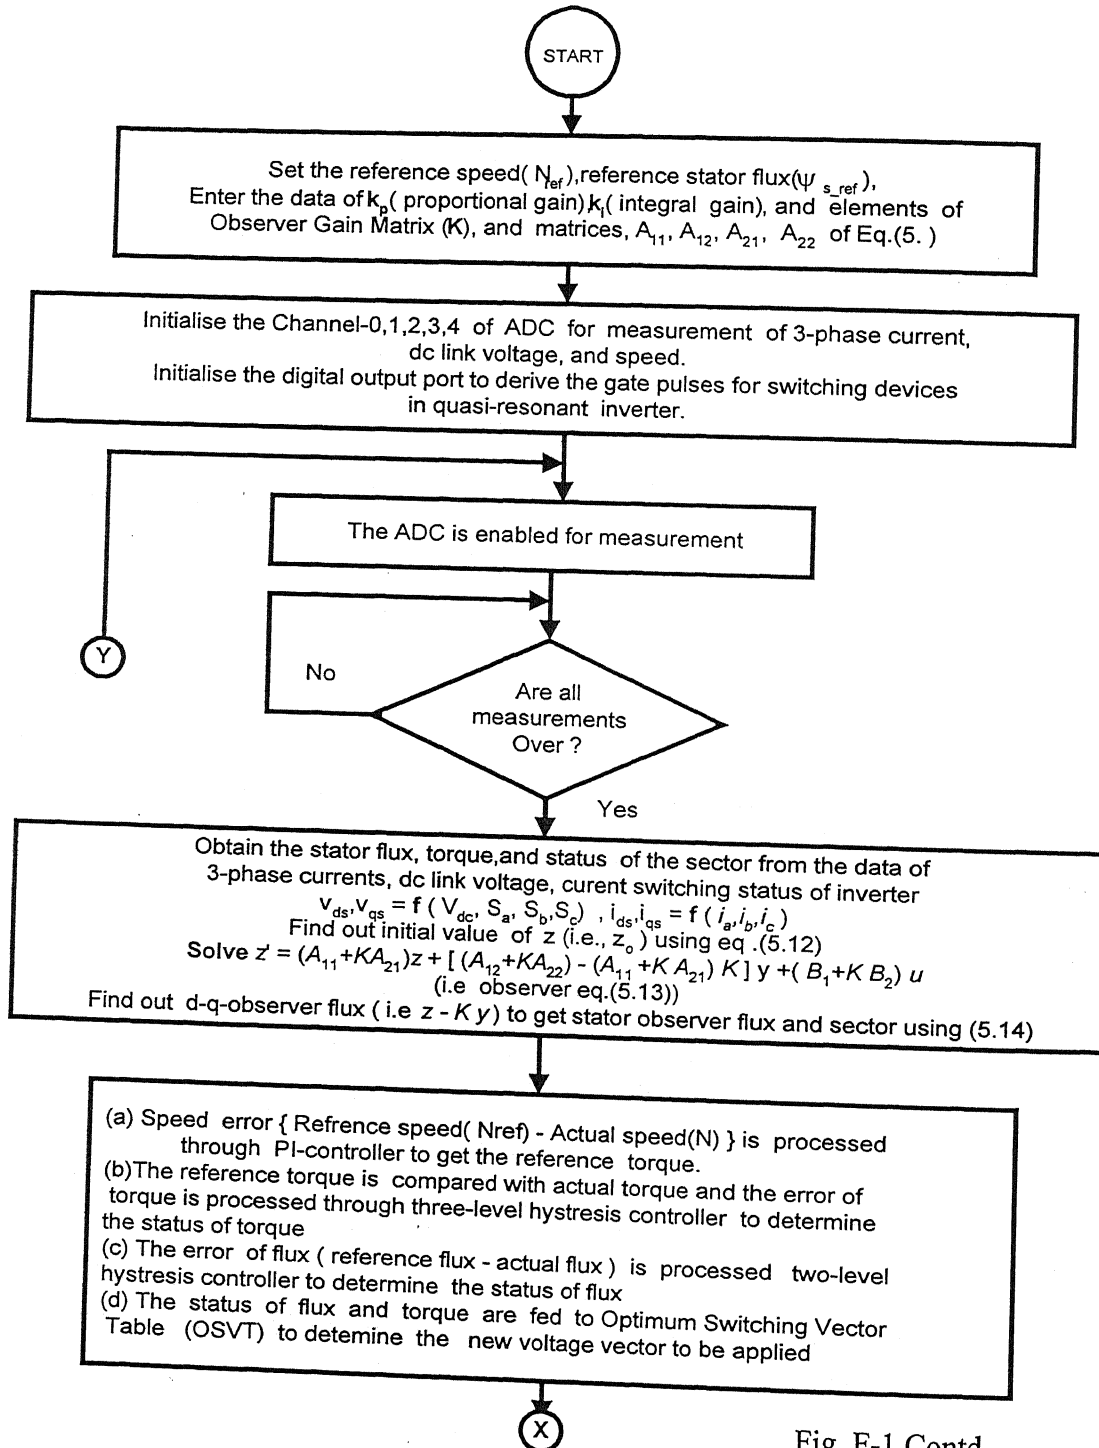 START
Set the reference speed( N_ref),reference stator flux(ψ s_ref ),
Enter the data of k_p( proportional gain) k_i( integral gain), and elements of
Observer Gain Matrix (K), and matrices, A_11, A_12, A_21, A_22 of Eq.(5. )
Initialise the Channel-0,1,2,3,4 of ADC for measurement of 3-phase current,
dc link voltage, and speed.
Initialise the digital output port to derive the gate pulses for switching devices
in quasi-resonant inverter.
The ADC is enabled for measurement
Y
No
Are all
measurements
Over ?
Yes
Obtain the stator flux, torque,and status of the sector from the data of
3-phase currents, dc link voltage, curent switching status of inverter
v_ds,v_qs = f ( V_dc, S_a, S_b,S_c) , i_ds,i_qs = f ( i_a,i_b,i_c )
Find out initial value of z (i.e., z_o ) using eq .(5.12)
Solve z' = (A_11+KA_21)z + [ (A_12+KA_22) - (A_11 +K A_21) K ] y +( B_1+K B_2) u
(i.e observer eq.(5.13))
Find out d-q-observer flux ( i.e z - K y ) to get stator observer flux and sector using (5.14)
(a) Speed error { Refrence speed( Nref) - Actual speed(N) } is processed
through PI-controller to get the reference torque.
(b)The reference torque is compared with actual torque and the error of
torque is processed through three-level hystresis controller to determine
the status of torque
(c) The error of flux ( reference flux - actual flux ) is processed two-level
hystresis controller to determine the status of flux
(d) The status of flux and torque are fed to Optimum Switching Vector
Table (OSVT) to detemine the new voltage vector to be applied
X
Fig. E-1 Contd